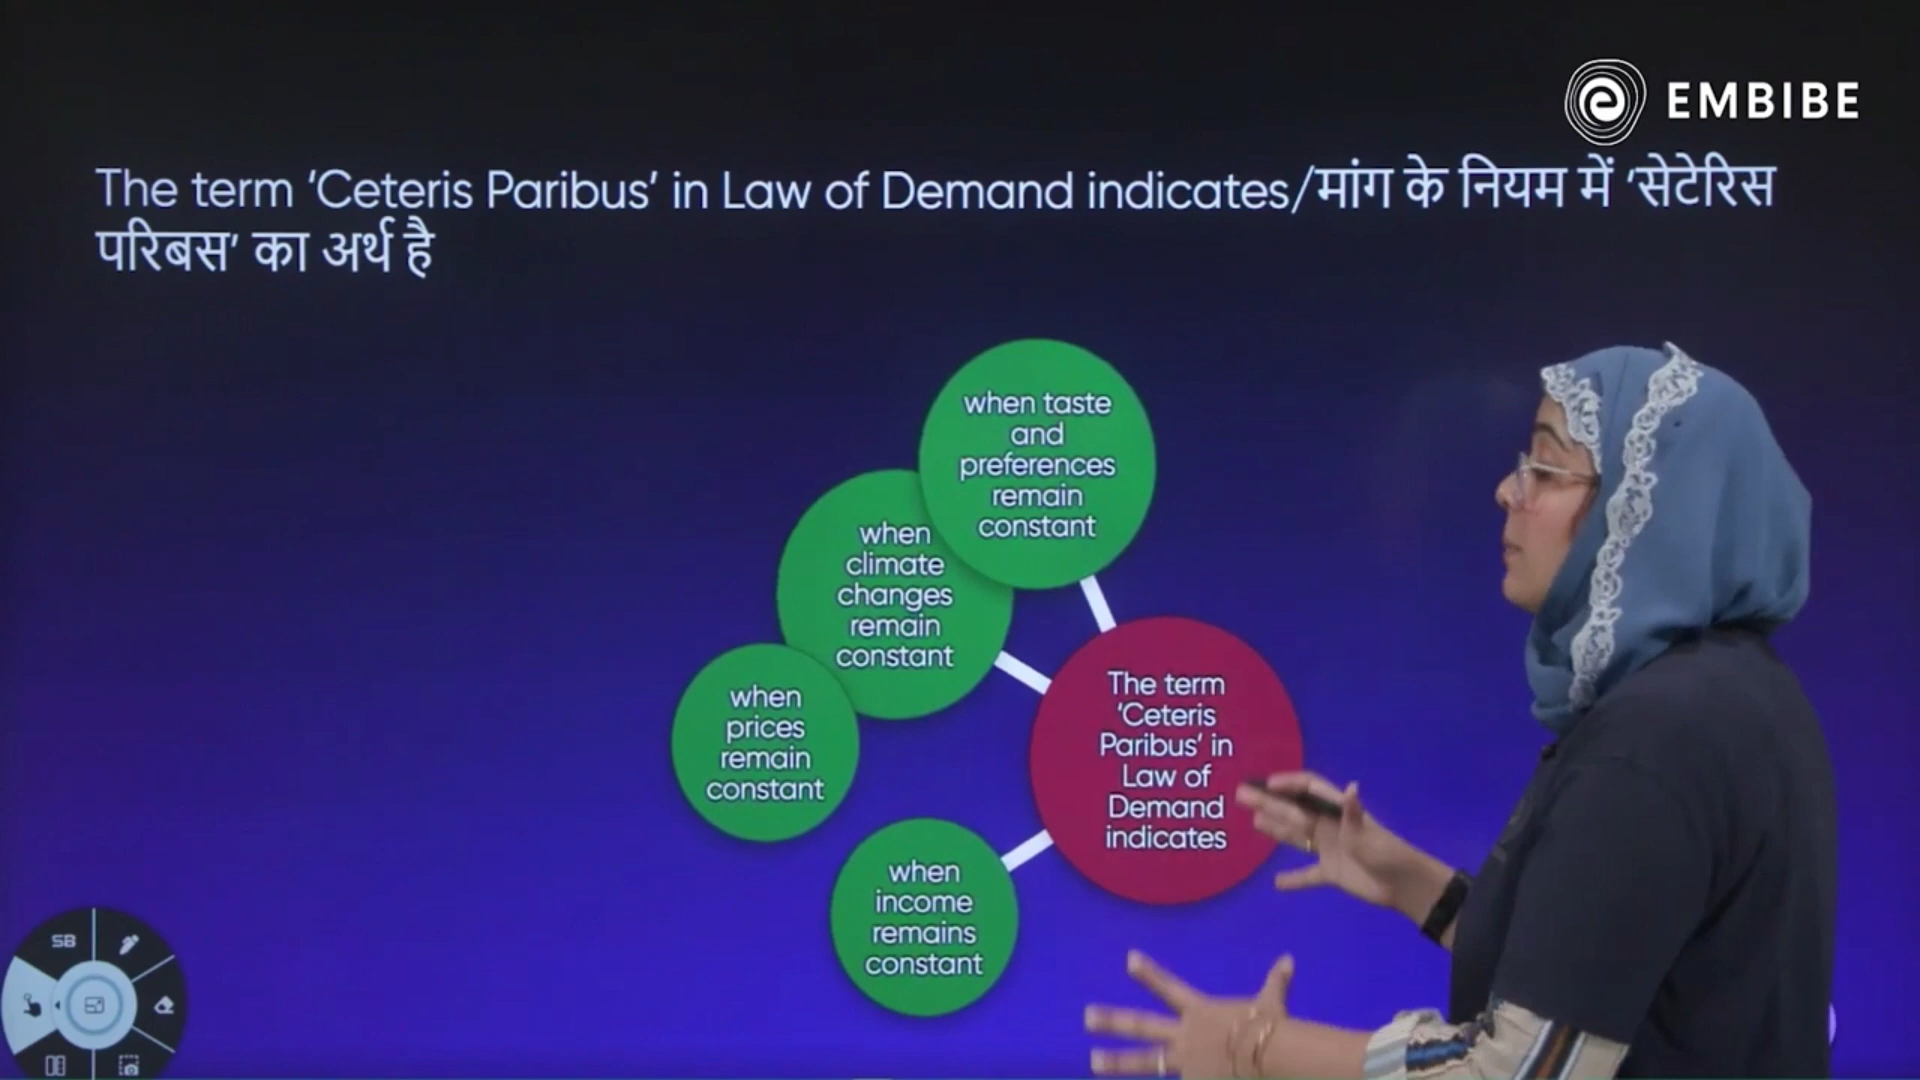 EMBIBE
The term ‘Ceteris Paribus’ in Law of Demand indicates/मांग के नियम में ‘सेटेरिस
परिबस’ का अर्थ है
when taste
and
preferences
remain
constant
when
climate
changes
remain
constant
when
prices
remain
constant
The term
‘Ceteris
Paribus’ in
Law of
Demand
indicates
when
income
remains
constant
SB